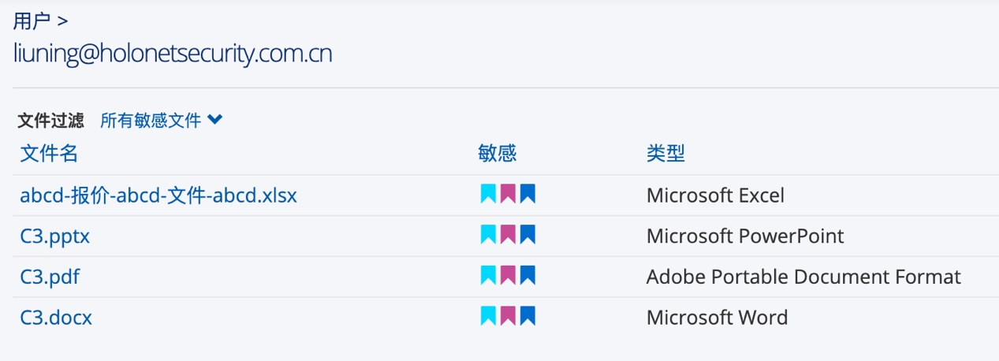 用户 >
liuning@holonetsecurity.com.cn
文件过滤 所有敏感文件
文件名 敏感 类型
abcd-报价-abcd-文件-abcd.xlsx Microsoft Excel
C3.pptx Microsoft PowerPoint
C3.pdf Adobe Portable Document Format
C3.docx Microsoft Word